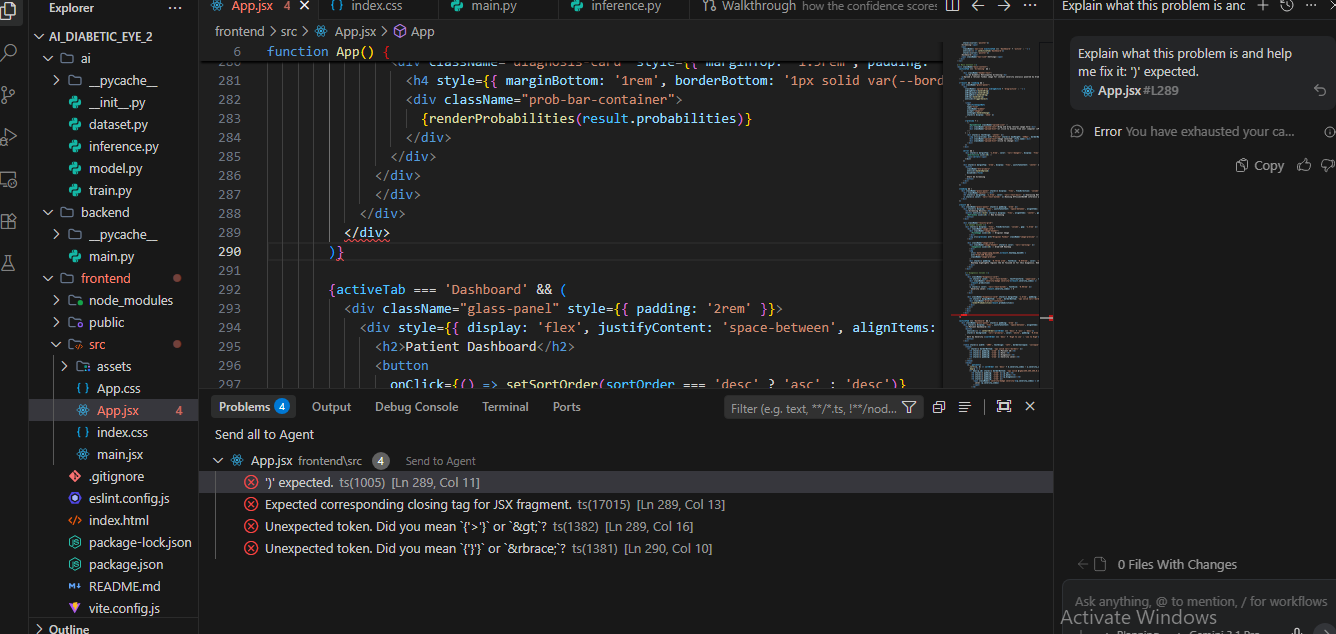 Explorer
App.jsx 4
index.css
main.py
inference.py
Walkthrough how the confidence scores
Explain what this problem is and
AI_DIABETIC_EYE_2
ai
__pycache__
__init__.py
dataset.py
inference.py
model.py
train.py
backend
__pycache__
main.py
frontend
node_modules
public
src
assets
App.css
App.jsx 4
index.css
main.jsx
.gitignore
eslint.config.js
index.html
package-lock.json
package.json
README.md
vite.config.js
Outline
frontend > src > App.jsx > App
6 function App() {
281 <h4 style={{ marginBottom: '1rem', borderBottom: '1px solid var(--bord
282 <div className="prob-bar-container">
283 {renderProbabilities(result.probabilities)}
284 </div>
285 </div>
286 </div>
287 </div>
288 </div>
289 </div>
290 )}
291
292 {activeTab === 'Dashboard' && (
293 <div className="glass-panel" style={{ padding: '2rem' }}>
294 <div style={{ display: 'flex', justifyContent: 'space-between', alignItems:
295 <h2>Patient Dashboard</h2>
296 <button
297 onClick={() => setSortOrder(sortOrder === 'desc' ? 'asc' : 'desc')}
Problems 4
Output
Debug Console
Terminal
Ports
Filter (e.g. text, **/*.ts, !**/nod...
Send all to Agent
App.jsx frontend\src 4 Send to Agent
')' expected. ts(1005) [Ln 289, Col 11]
Expected corresponding closing tag for JSX fragment. ts(17015) [Ln 289, Col 13]
Unexpected token. Did you mean `{'>'}` or `&gt;`? ts(1382) [Ln 289, Col 16]
Unexpected token. Did you mean `{'}'}` or `&rbrace;`? ts(1381) [Ln 290, Col 10]
Explain what this problem is and help
me fix it: ')' expected.
App.jsx #L289
Error You have exhausted your ca...
Copy
0 Files With Changes
Ask anything, @ to mention, / for workflows
Activate Windows